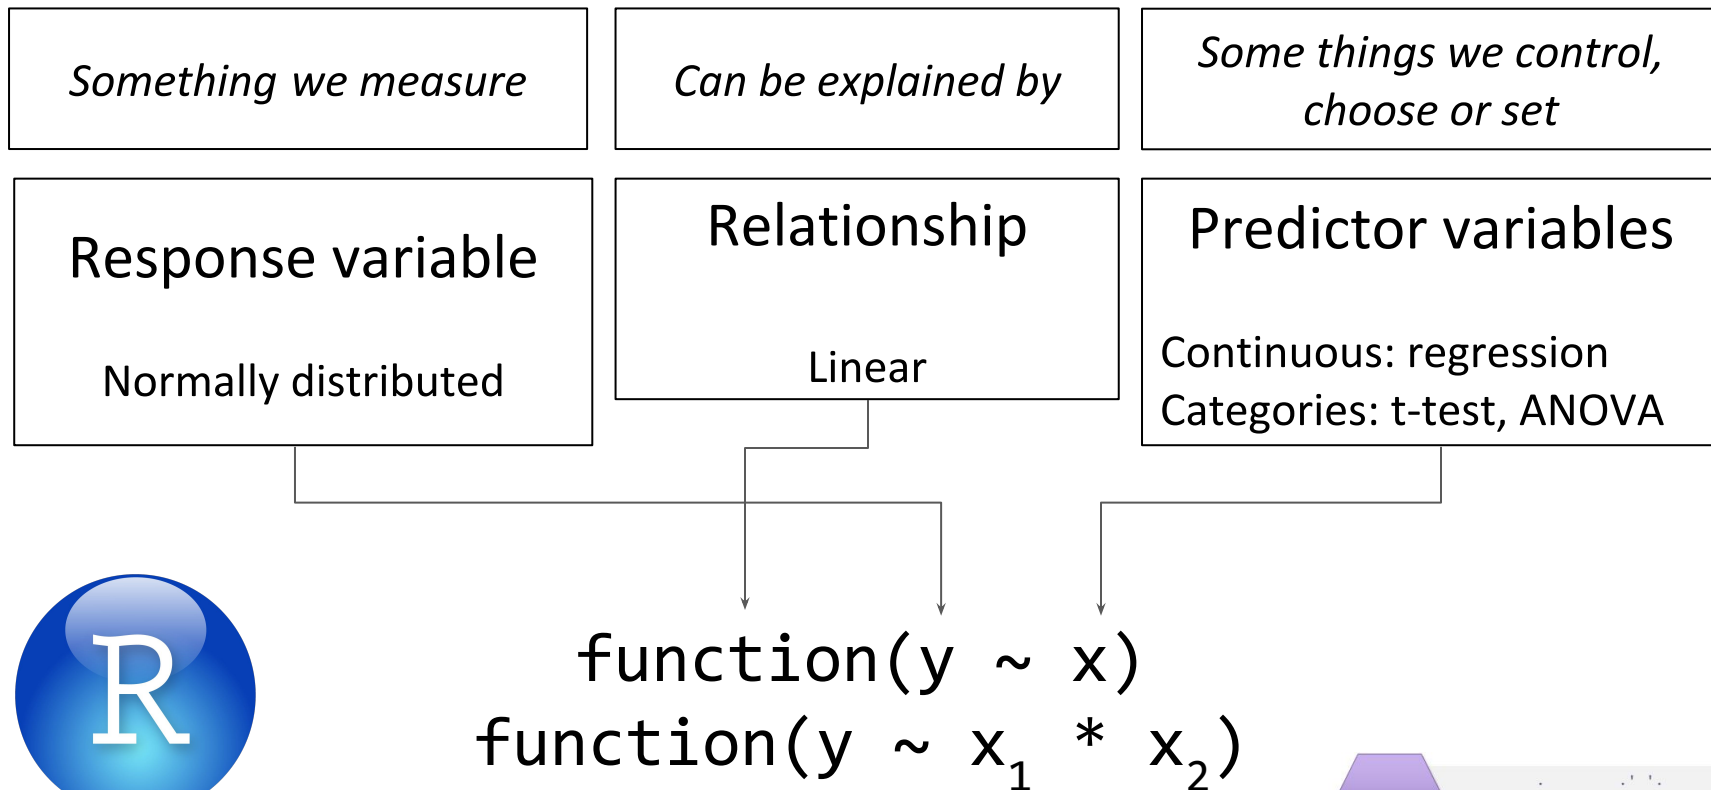 Something we measure
Can be explained by
Some things we control,
choose or set
Response variable
Normally distributed
Relationship
Linear
Predictor variables
Continuous: regression
Categories: t-test, ANOVA
R
function(y ~ x)
function(y ~ x₁ * x₂)